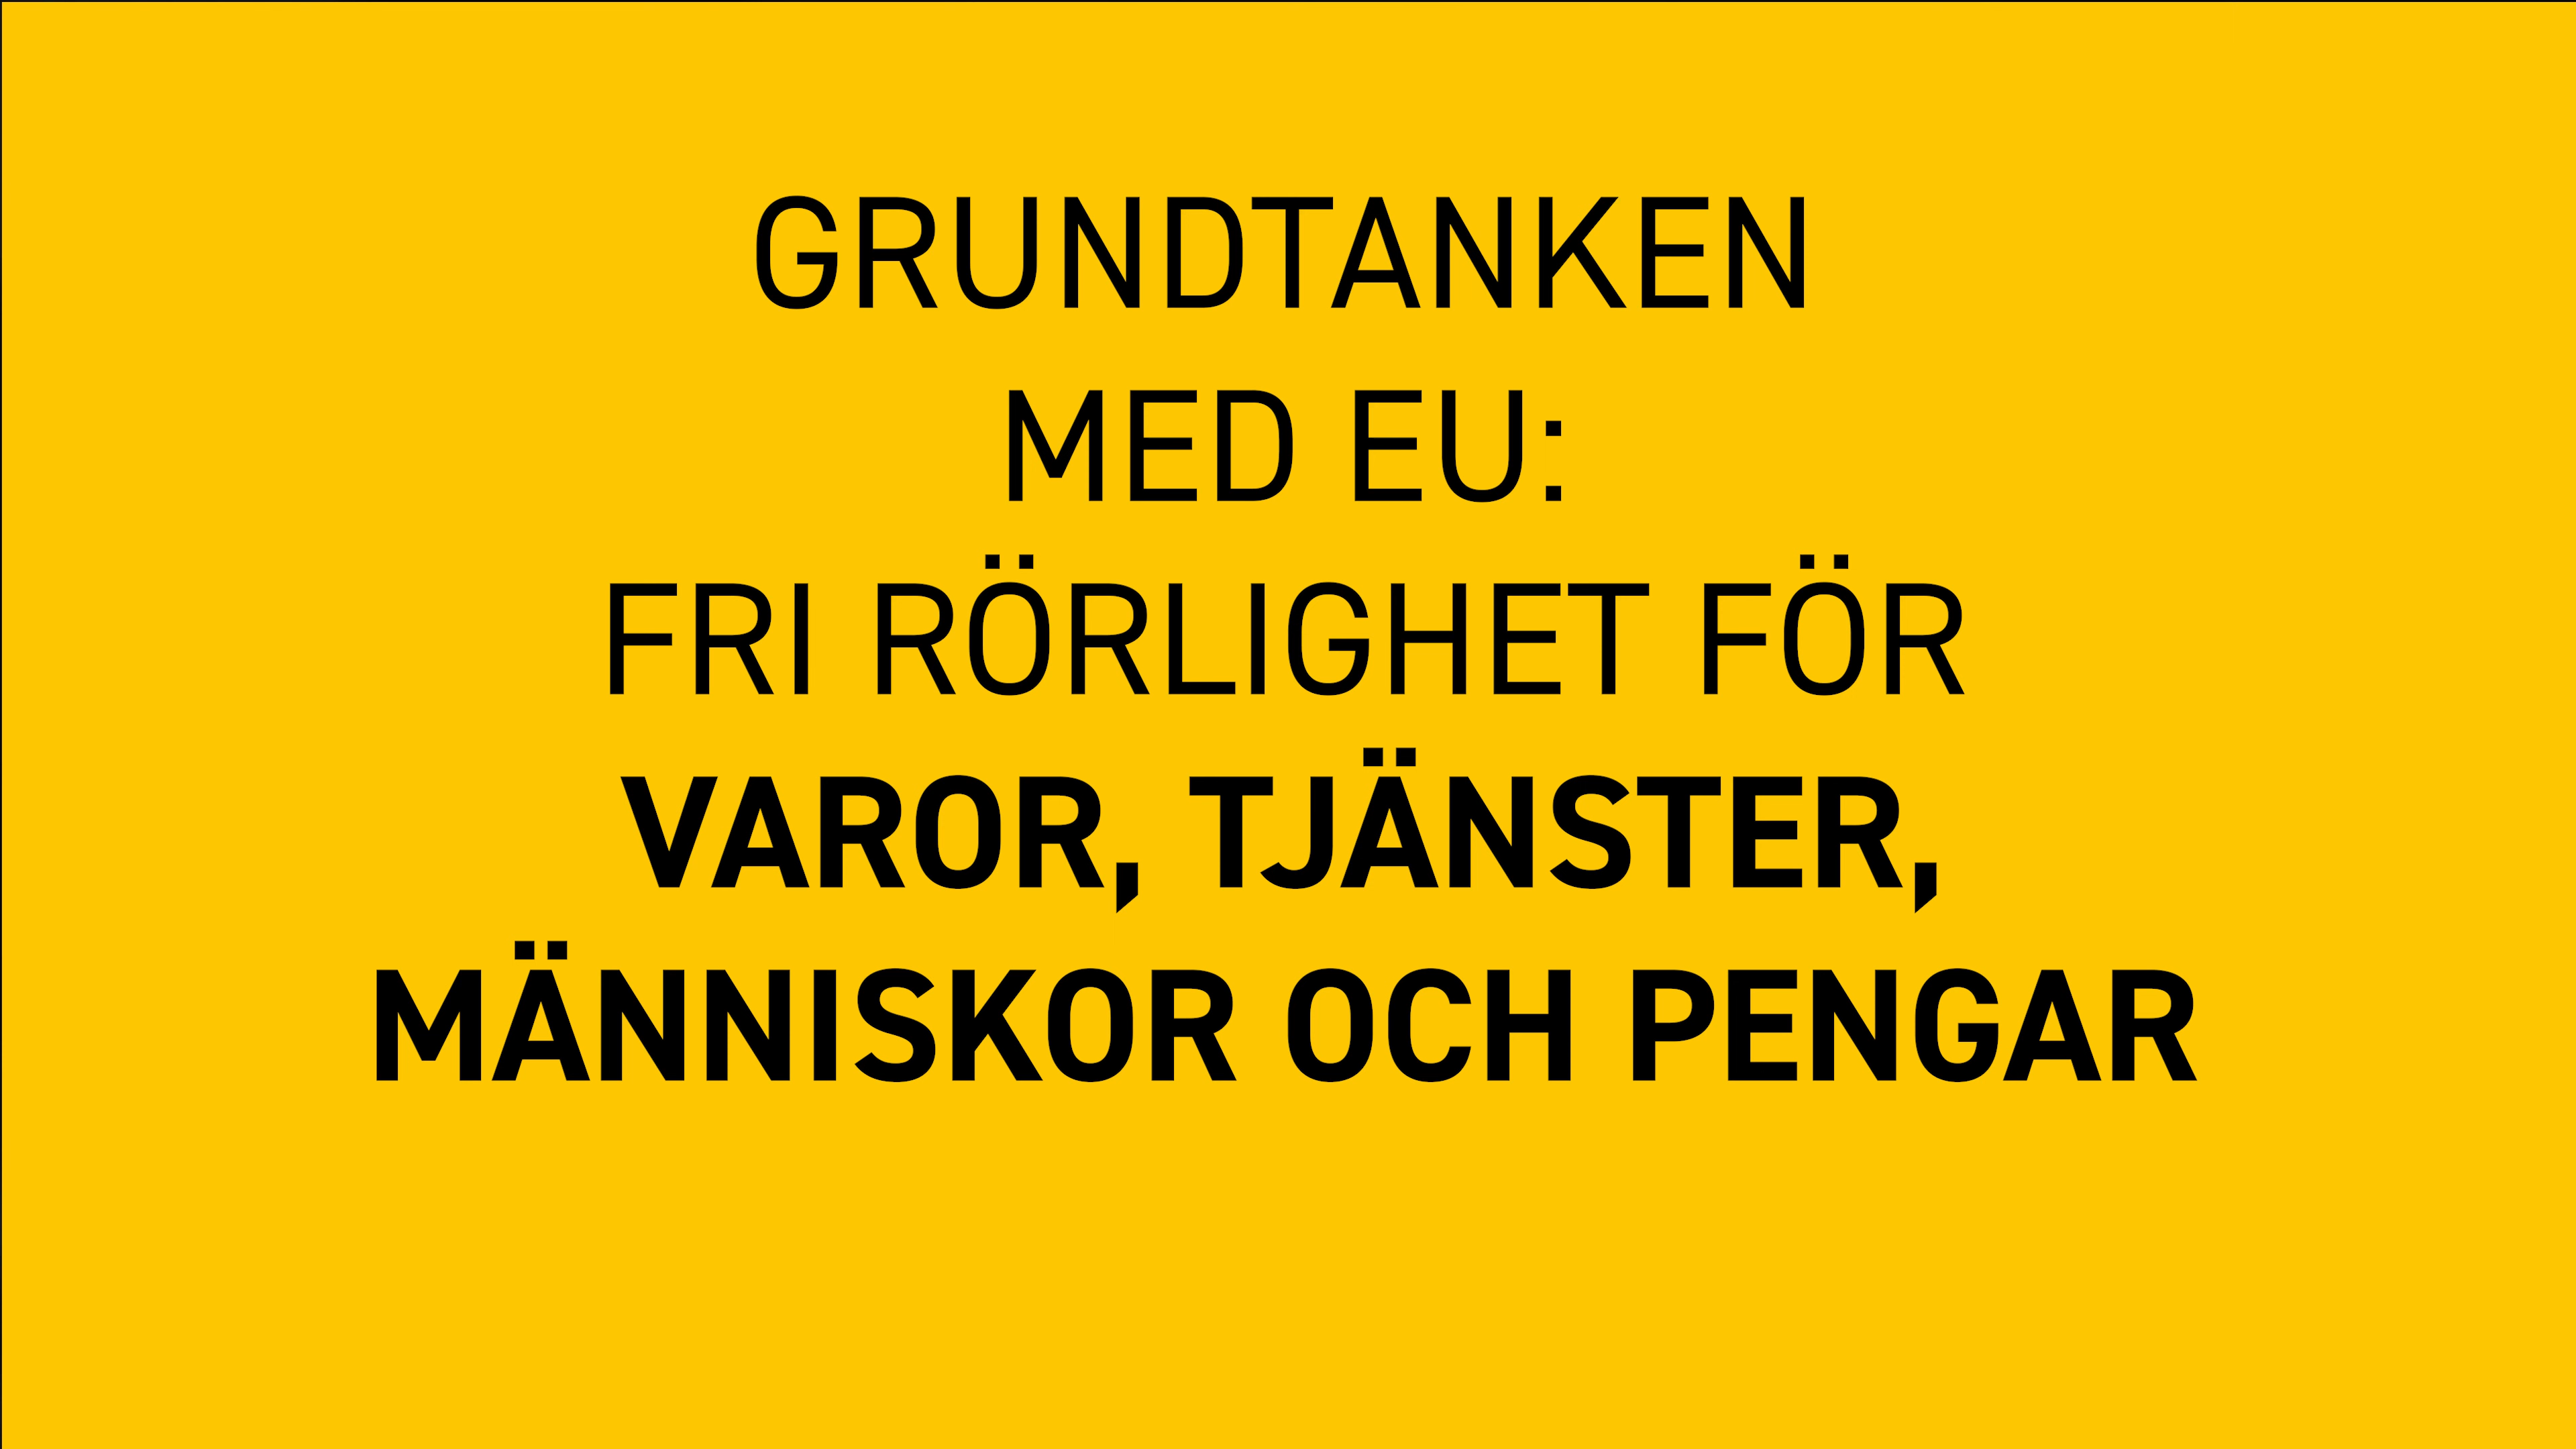 GRUNDTANKEN
MED EU:
FRI RÖRLIGHET FÖR
VAROR, TJÄNSTER,
MÄNNISKOR OCH PENGAR